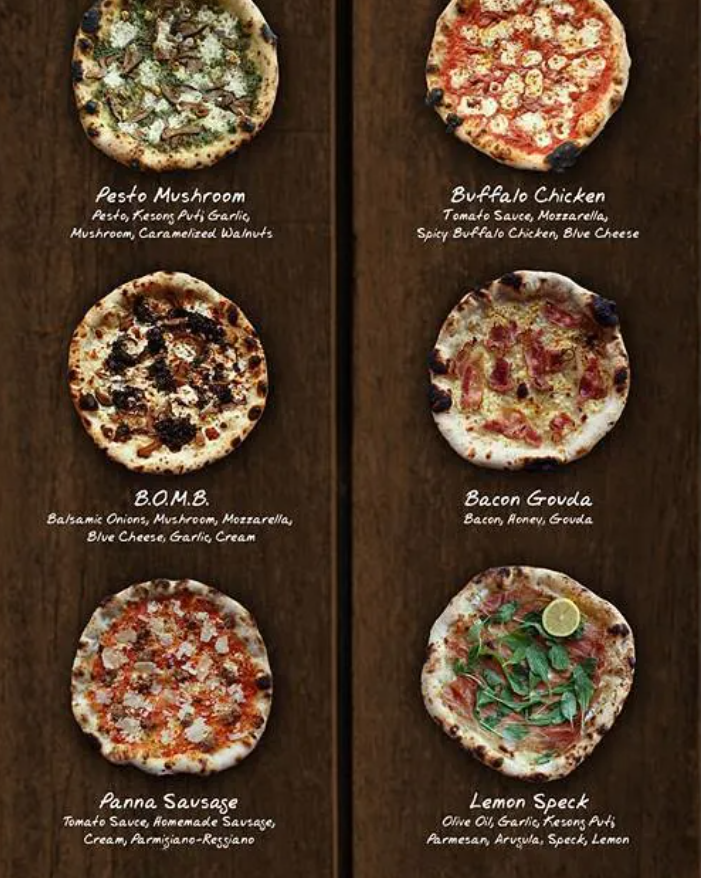 Pesto Mushroom
Pesto, Kesong Puti, Garlic,
Mushroom, Caramelized Walnuts
Buffalo Chicken
Tomato Sauce, Mozzarella,
Spicy Buffalo Chicken, Blue Cheese
B.O.M.B.
Balsamic Onions, Mushroom, Mozzarella,
Blue Cheese, Garlic, Cream
Bacon Gouda
Bacon, Honey, Gouda
Panna Sausage
Tomato Sauce, Homemade Sausage,
Cream, Parmigiano-Reggiano
Lemon Speck
Olive Oil, Garlic, Kesong Puti,
Parmesan, Arugula, Speck, Lemon